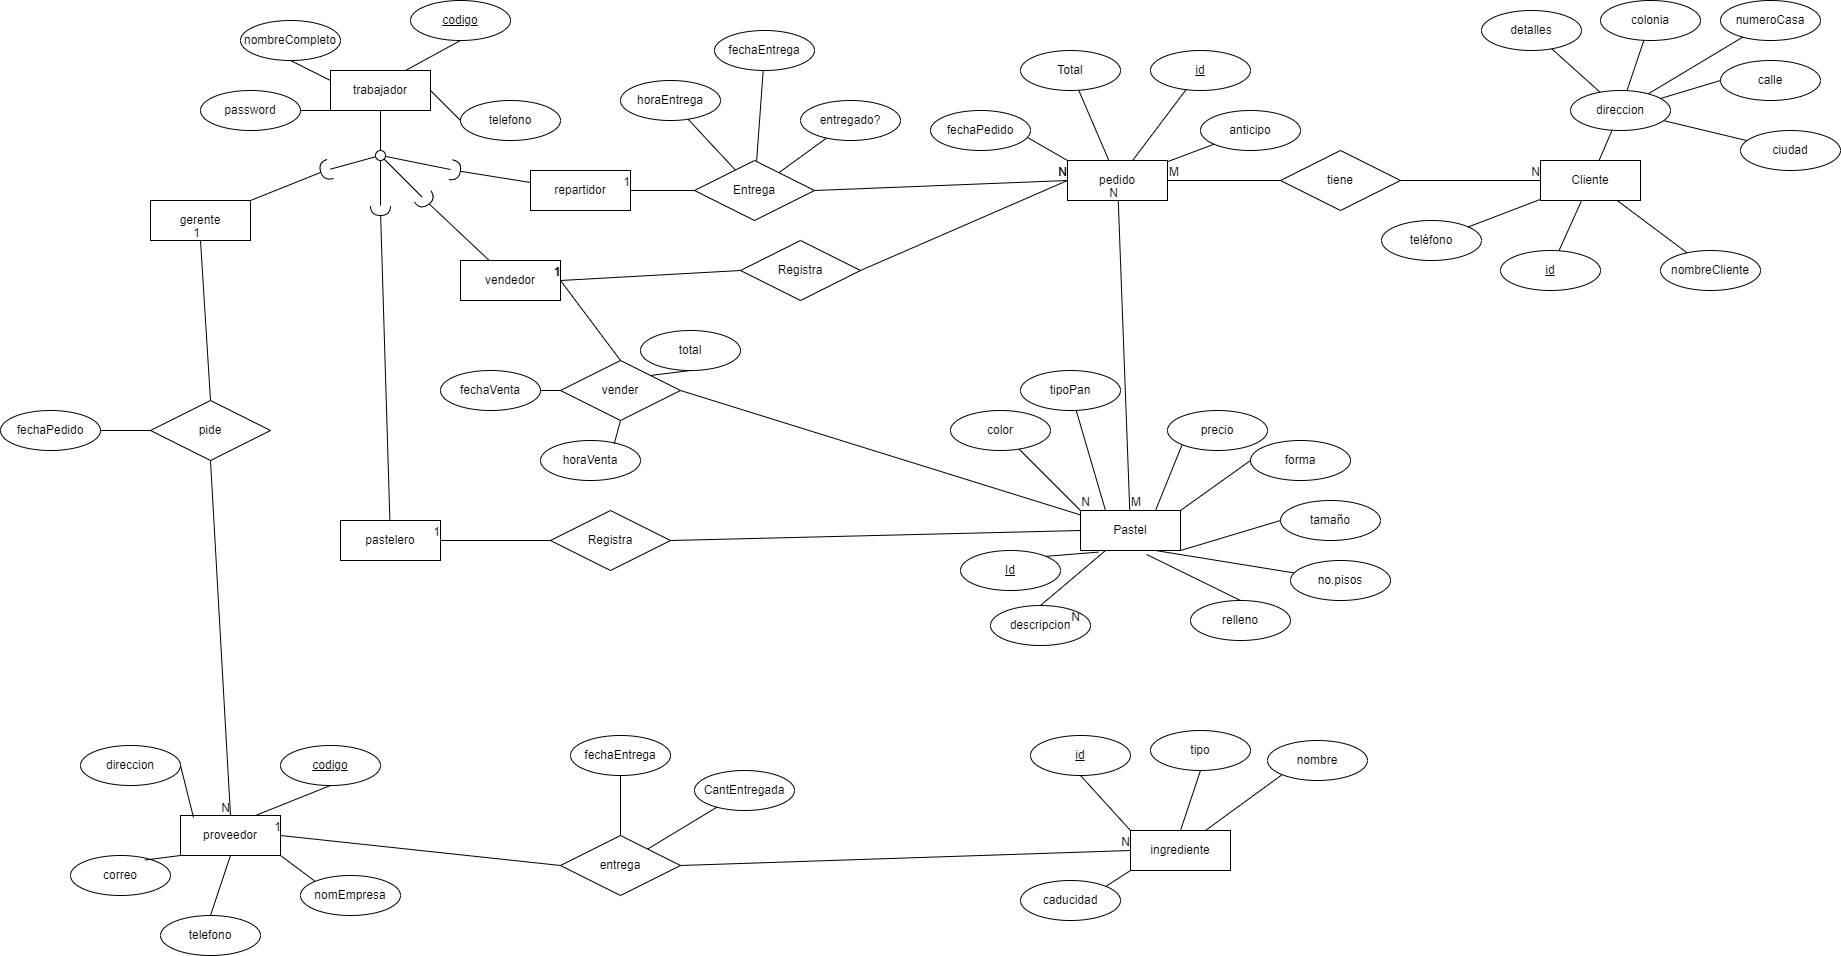 codigo
nombreCompleto
trabajador
password
telefono
fechaEntrega
horaEntrega
entregado?
Total
id
fechaPedido
anticipo
detalles
colonia
numeroCasa
calle
direccion
ciudad
repartidor
1
Entrega
N
pedido
N
M
tiene
N
Cliente
gerente
1
teléfono
id
nombreCliente
vendedor
1
Registra
total
fechaVenta
vender
horaVenta
fechaPedido
pide
tipoPan
color
precio
forma
tamaño
no.pisos
relleno
N
M
Pastel
Id
descripcion
N
pastelero
1
Registra
direccion
codigo
N
proveedor
1
correo
nomEmpresa
telefono
fechaEntrega
CantEntregada
entrega
id
tipo
nombre
N
ingrediente
caducidad